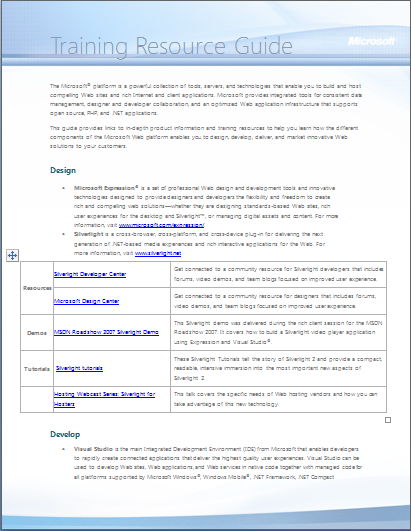 Training Resource Guide
Microsoft
The Microsoft® platform is a powerful collection of tools, servers, and technologies that enable you to build and host
compelling Web sites and rich Internet and client applications. Microsoft provides integrated tools for consistent data
management, designer and developer collaboration, and an optimized Web application infrastructure that supports
open source, PHP, and .NET applications.
This guide provides links to in-depth product information and training resources to help you learn how the different
components of the Microsoft Web platform enables you to design, develop, deliver, and market innovative Web
solutions to your customers.
Design
• Microsoft Expression® is a set of professional Web design and development tools and innovative
technologies designed to provide designers and developers the flexibility and freedom to create
rich and compelling web solutions—whether they are designing standards-based Web sites, rich
user experiences for the desktop and Silverlight™, or managing digital assets and content. For more
information, visit www.microsoft.com/expression/.
• Silverlight is a cross-browser, cross-platform, and cross-device plug-in for delivering the next
generation of .NET-based media experiences and rich interactive applications for the Web. For
more information, visit www.silverlight.net.
Resources
Silverlight Developer Center
Get connected to a community resource for Silverlight developers that includes
forums, video demos, and team blogs focused on improved user experience.
Microsoft Design Center
Get connected to a community resource for designers that includes forums,
video demos, and team blogs focused on improved user experience.
Demos
MSDN Roadshow 2007 Silverlight Demo
This Silverlight demo was delivered during the rich client session for the MSDN
Roadshow 2007. It covers how to build a Silverlight video player application
using Expression and Visual Studio®.
Tutorials
Silverlight tutorials
These Silverlight Tutorials tell the story of Silverlight 2 and provide a compact,
readable, intensive immersion into the most important new aspects of
Silverlight 2.
Hosting Webcast Series: Silverlight for
Hosters
This talk covers the specific needs of Web hosting vendors and how you can
take advantage of this new technology.
Develop
• Visual Studio is the main Integrated Development Environment (IDE) from Microsoft that enables developers
to rapidly create connected applications that deliver the highest quality user experiences. Visual Studio can be
used to develop Web sites, Web applications, and Web services in native code together with managed code for
all platforms supported by Microsoft Windows®, Windows Mobile®, .NET Framework, .NET Compact